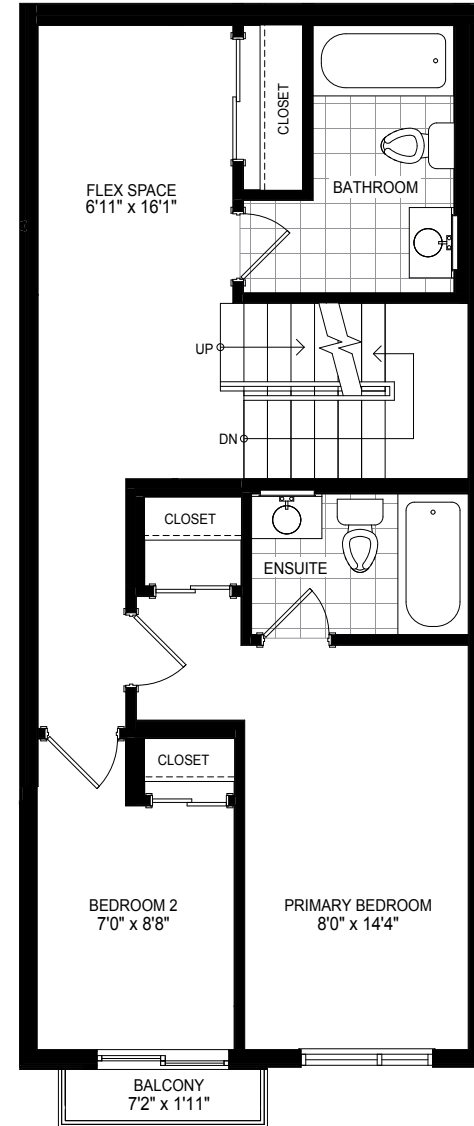 CLOSET
FLEX SPACE
6'11" x 16'1"
BATHROOM
UP
DN
CLOSET
ENSUITE
CLOSET
BEDROOM 2
7'0" x 8'8"
PRIMARY BEDROOM
8'0" x 14'4"
BALCONY
7'2" x 1'11"